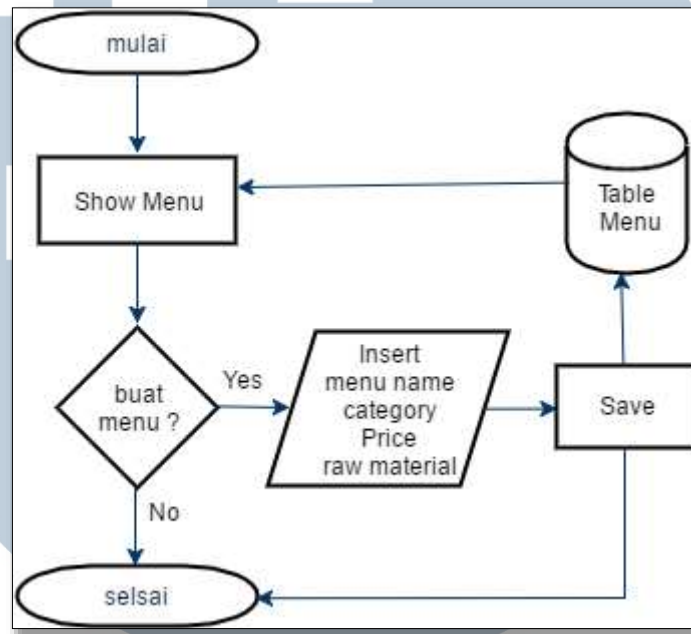 mulai
Show Menu
Table
Menu
buat
menu ?
Yes
Insert
menu name
category
Price
raw material
Save
No
selsai